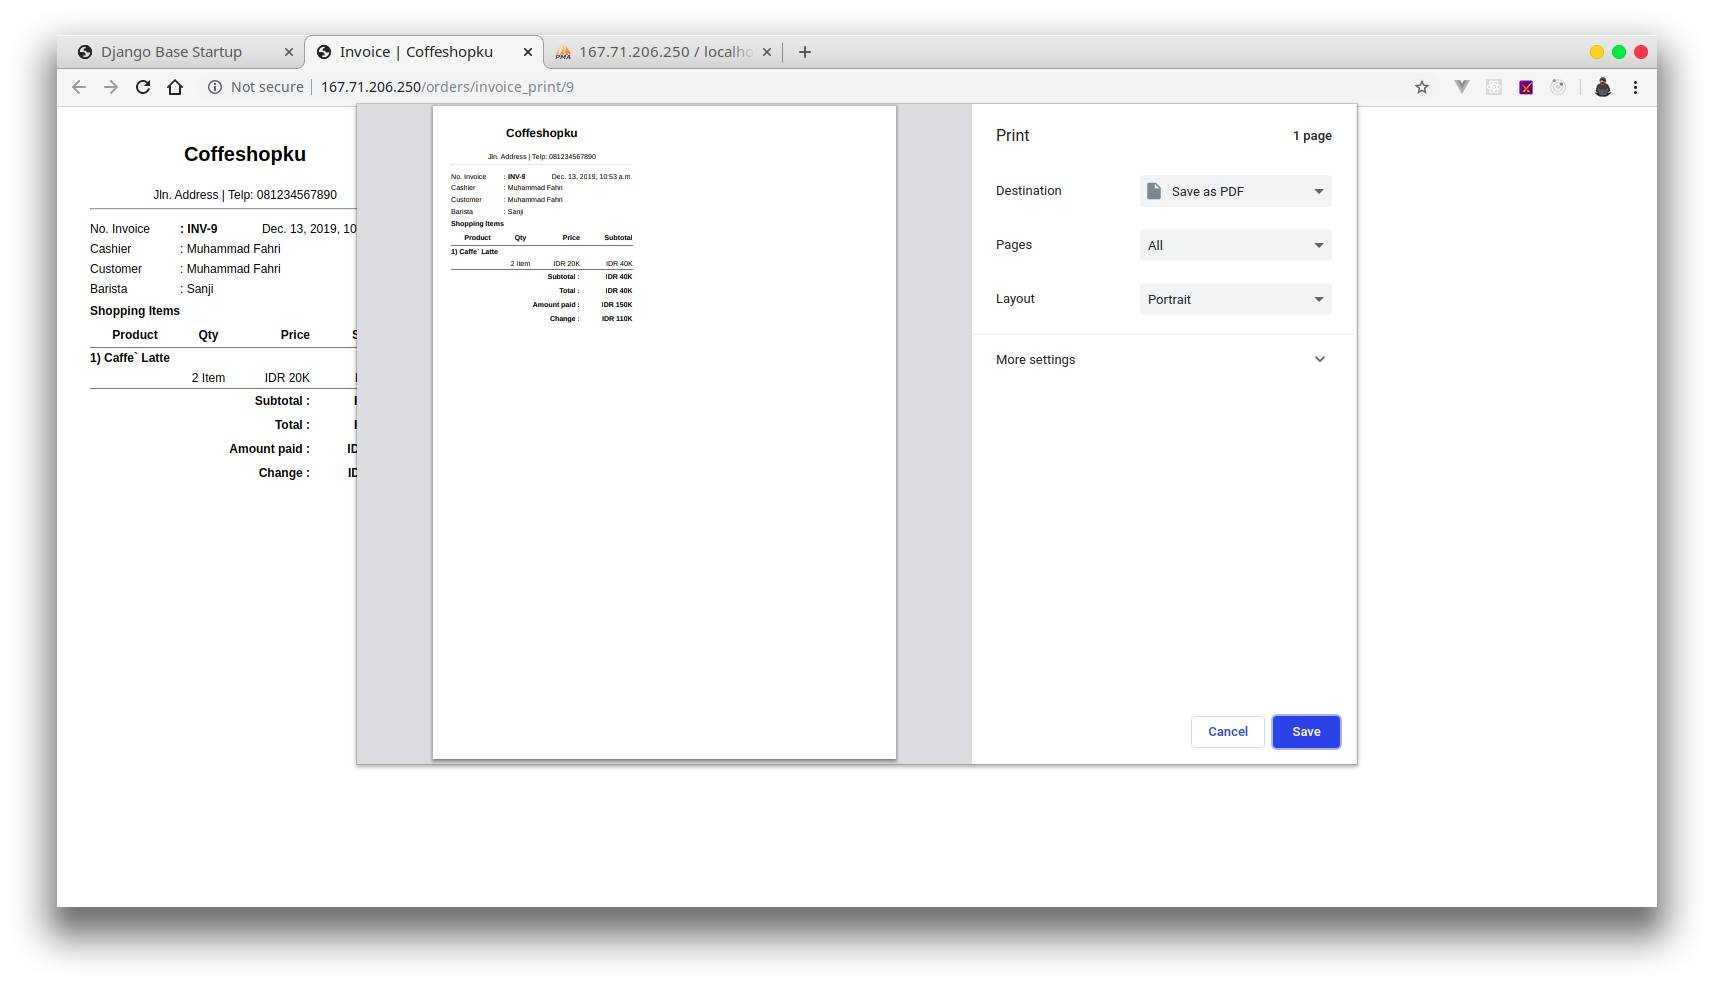 Django Base Startup
Invoice | Coffeshopku
167.71.206.250 / localho
Not secure
167.71.206.250/orders/invoice_print/9
Coffeshopku
Jln. Address | Telp: 081234567890
No. Invoice : INV-9 Dec. 13, 2019, 10
Cashier : Muhammad Fahri
Customer : Muhammad Fahri
Barista : Sanji
Shopping Items
Product Qty Price S
1) Caffe` Latte
2 Item IDR 20K I
Subtotal : I
Total : I
Amount paid : ID
Change : ID
Coffeshopku
Jln. Address | Telp: 081234567890
No. Invoice : INV-9 Dec. 13, 2019, 10:53 a.m.
Cashier : Muhammad Fahri
Customer : Muhammad Fahri
Barista : Sanji
Shopping Items
Product Qty Price Subtotal
1) Caffe` Latte
2 Item IDR 20K IDR 40K
Subtotal : IDR 40K
Total : IDR 40K
Amount paid : IDR 150K
Change : IDR 110K
Print 1 page
Destination Save as PDF
Pages All
Layout Portrait
More settings
Cancel Save